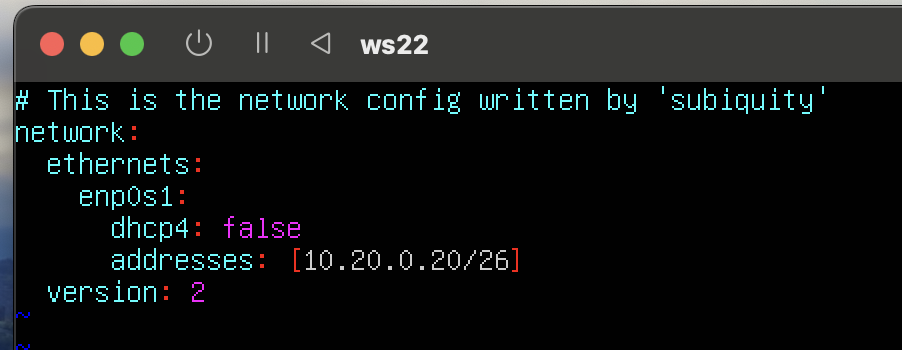 ws22
# This is the network config written by 'subiquity'
network:
  ethernets:
    enp0s1:
      dhcp4: false
      addresses: [10.20.0.20/26]
  version: 2
~
~